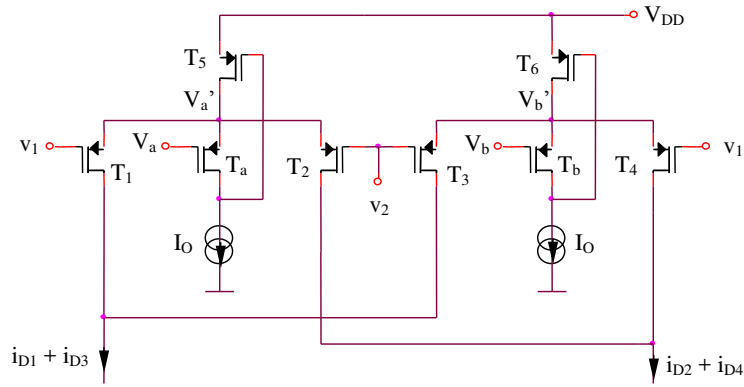 V_DD
T_5
T_6
V_a'
V_b'
v_1
V_a
T_1
T_a
T_2
v_2
T_3
V_b
T_b
T_4
v_1
I_O
I_O
i_D1 + i_D3
i_D2 + i_D4